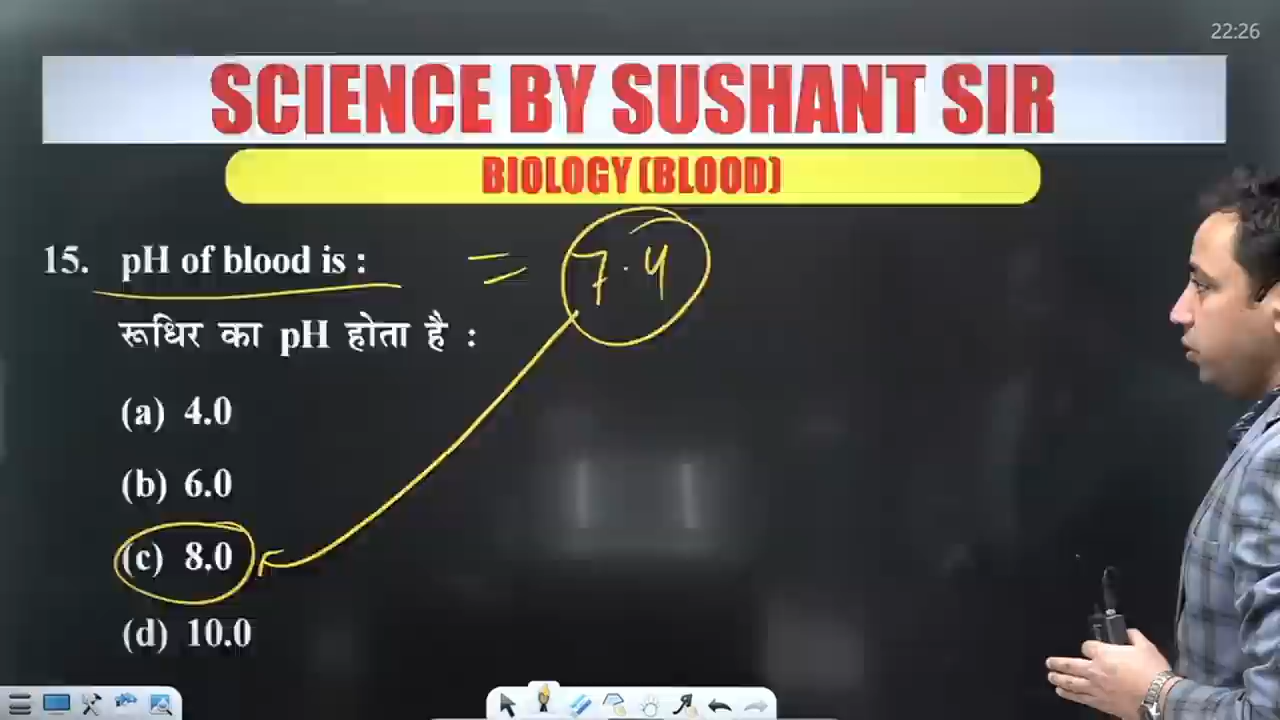 22:26
SCIENCE BY SUSHANT SIR
BIOLOGY (BLOOD)
15. pH of blood is : = 7.4
रूधिर का pH होता है :
(a) 4.0
(b) 6.0
(c) 8.0
(d) 10.0